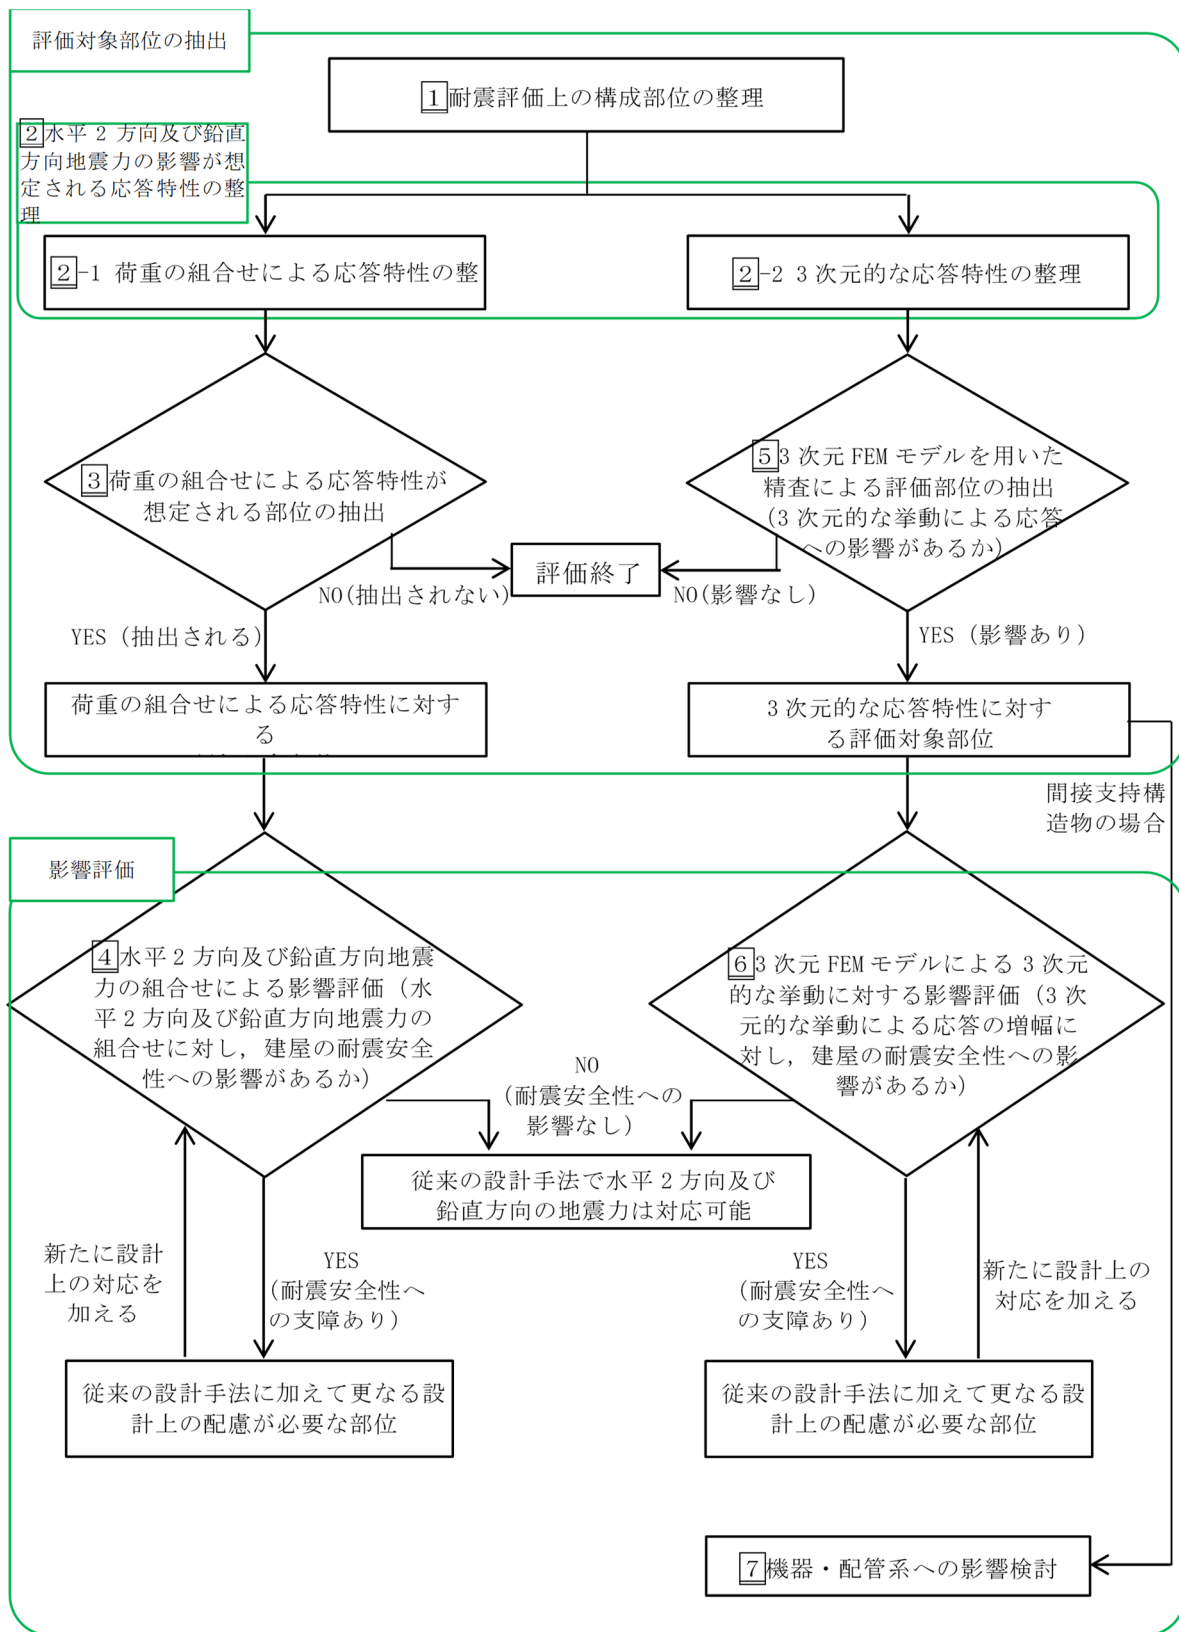 評価対象部位の抽出
1耐震評価上の構成部位の整理
2水平 2 方向及び鉛直
方向地震力の影響が想
定される応答特性の整
理
2-1 荷重の組合せによる応答特性の整
2-2 3 次元的な応答特性の整理
3荷重の組合せによる応答特性が
想定される部位の抽出
53 次元 FEM モデルを用いた
精査による評価部位の抽出
(3 次元的な挙動による応答
への影響があるか)
評価終了
NO(抽出されない)
NO(影響なし)
YES (抽出される)
YES (影響あり)
荷重の組合せによる応答特性に対す
る
3 次元的な応答特性に対す
る評価対象部位
間接支持構
造物の場合
影響評価
4水平 2 方向及び鉛直方向地震
力の組合せによる影響評価 (水
平 2 方向及び鉛直方向地震力の
組合せに対し, 建屋の耐震安全
性への影響があるか)
63 次元 FEM モデルによる 3 次元
的な挙動に対する影響評価 (3 次
元的な挙動による応答の増幅に
対し, 建屋の耐震安全性への影
響があるか)
NO
(耐震安全性への
影響なし)
従来の設計手法で水平 2 方向及び
鉛直方向の地震力は対応可能
新たに設計
上の対応を
加える
YES
(耐震安全性へ
の支障あり)
YES
(耐震安全性へ
の支障あり)
新たに設計上の
対応を加える
従来の設計手法に加えて更なる設
計上の配慮が必要な部位
従来の設計手法に加えて更なる設
計上の配慮が必要な部位
7機器・配管系への影響検討